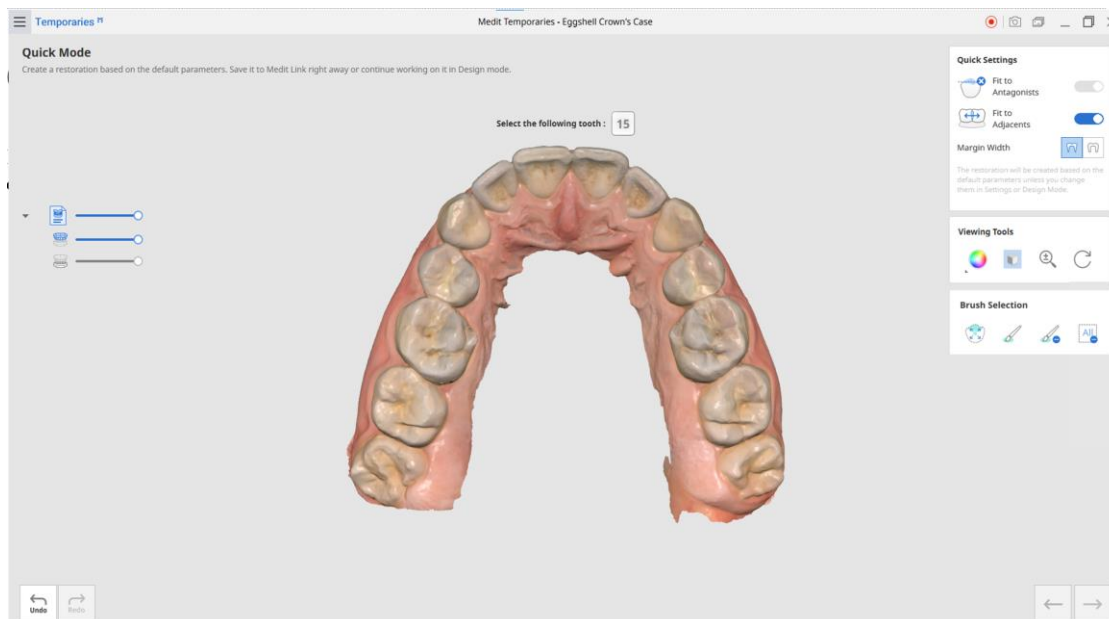 Temporaries
Medit Temporaries - Eggshell Crown's Case
Quick Mode
Create a restoration based on the default parameters. Save it to Medit Link right away or continue working on it in Design mode.
Select the following tooth : 15
Quick Settings
Fit to
Antagonists
Fit to
Adjacents
Margin Width
The restoration will be created based on the
default parameters unless you change
them in Settings or Design Mode.
Viewing Tools
Brush Selection
All
Undo
Redo